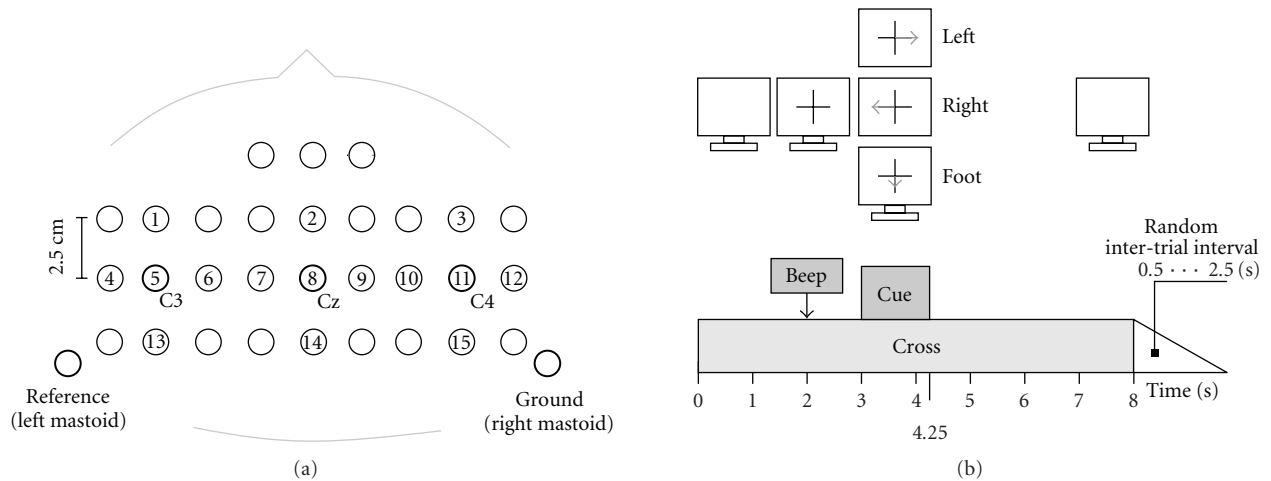 2.5 cm
1
2
3
4
5
6
7
8
9
10
11
12
C3
Cz
C4
13
14
15
Reference
(left mastoid)
Ground
(right mastoid)
(a)
Left
Right
Foot
Random
inter-trial interval
0.5 · · · 2.5 (s)
Beep
Cue
Cross
0 1 2 3 4 5 6 7 8
Time (s)
4.25
(b)